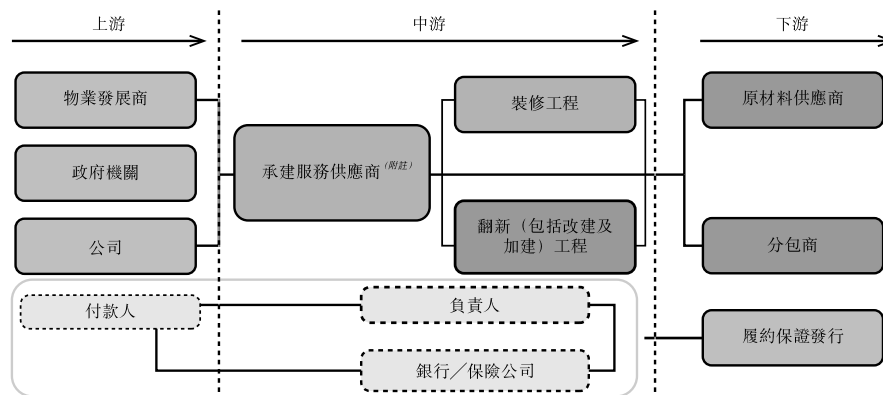 上游
中游
下游
物業發展商
政府機關
公司
承建服務供應商(附註)
裝修工程
翻新（包括改建及
加建）工程
原材料供應商
分包商
付款人
負責人
銀行／保險公司
履約保證發行